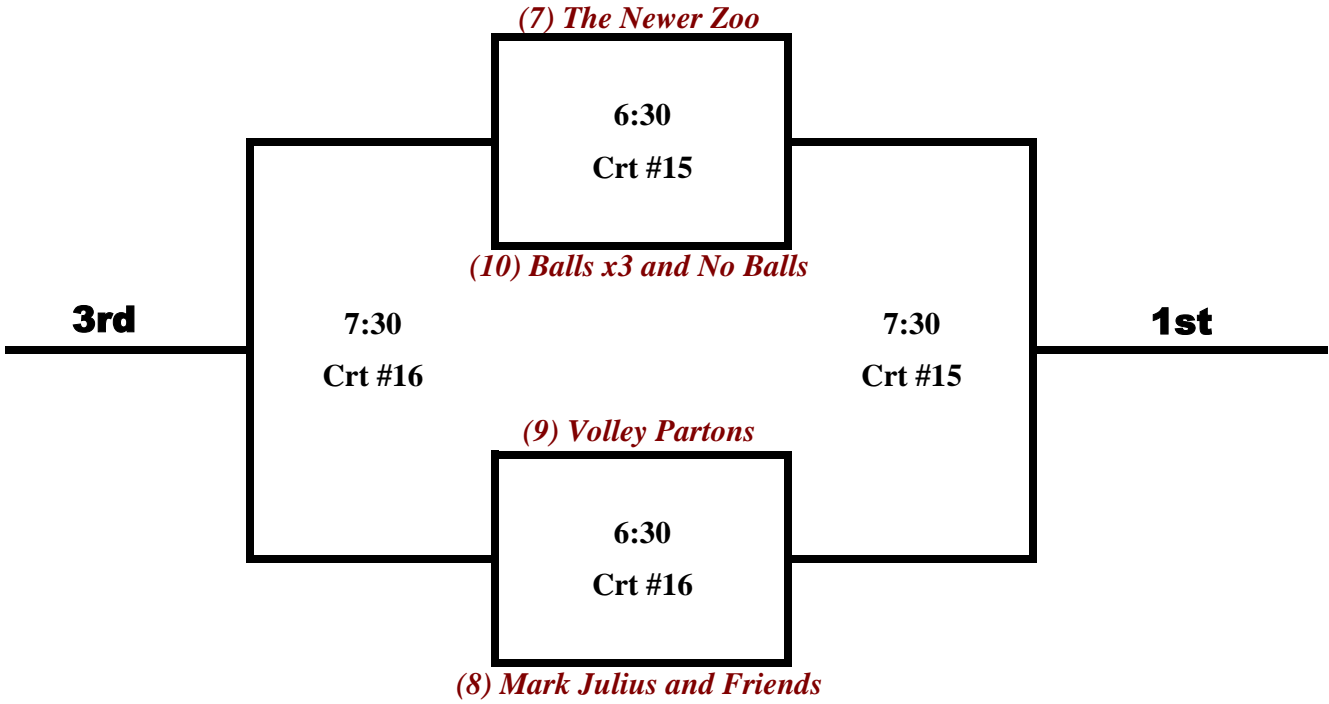 (7) The Newer Zoo
6:30
Crt #15
(10) Balls x3 and No Balls
3rd
7:30
Crt #16
7:30
Crt #15
1st
(9) Volley Partons
6:30
Crt #16
(8) Mark Julius and Friends